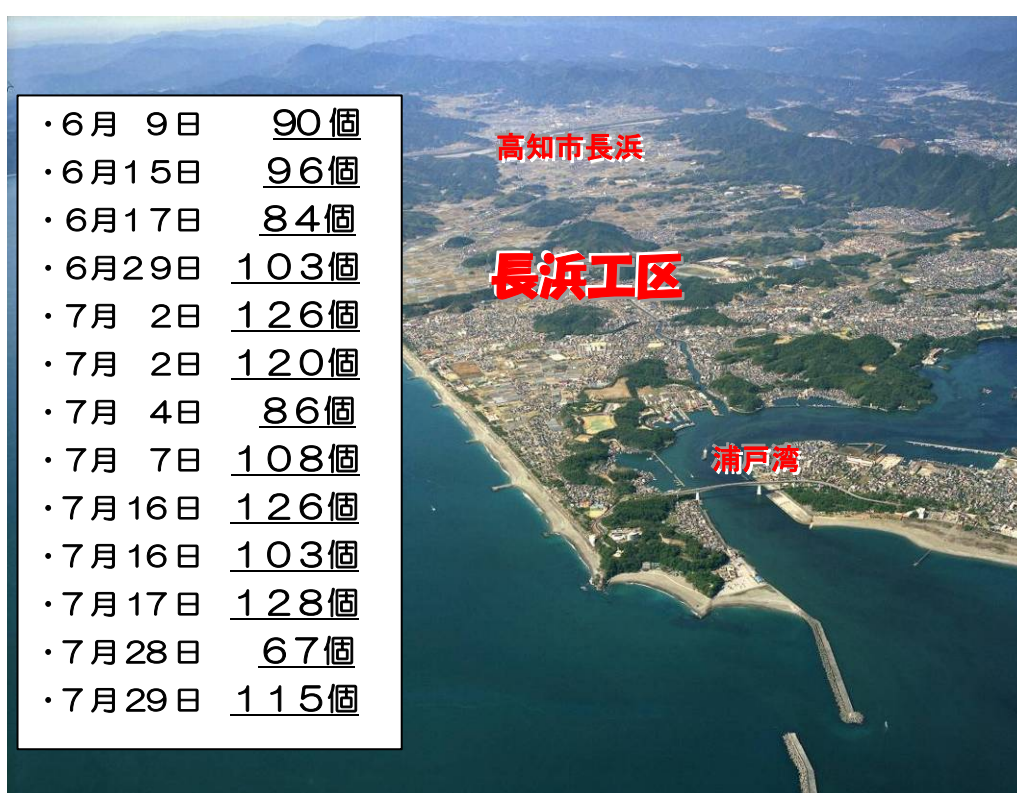 ・６月　９日　　90個
・６月１５日　　９６個
・６月１７日　　８４個
・６月２９日　１０３個
・７月　２日　１２６個
・７月　２日　１２０個
・７月　４日　　８６個
・７月　７日　１０８個
・７月16日　１２６個
・７月16日　１０３個
・７月17日　１２８個
・７月28日　　６７個
・７月29日　１１５個
高知市長浜
長浜工区
浦戸湾